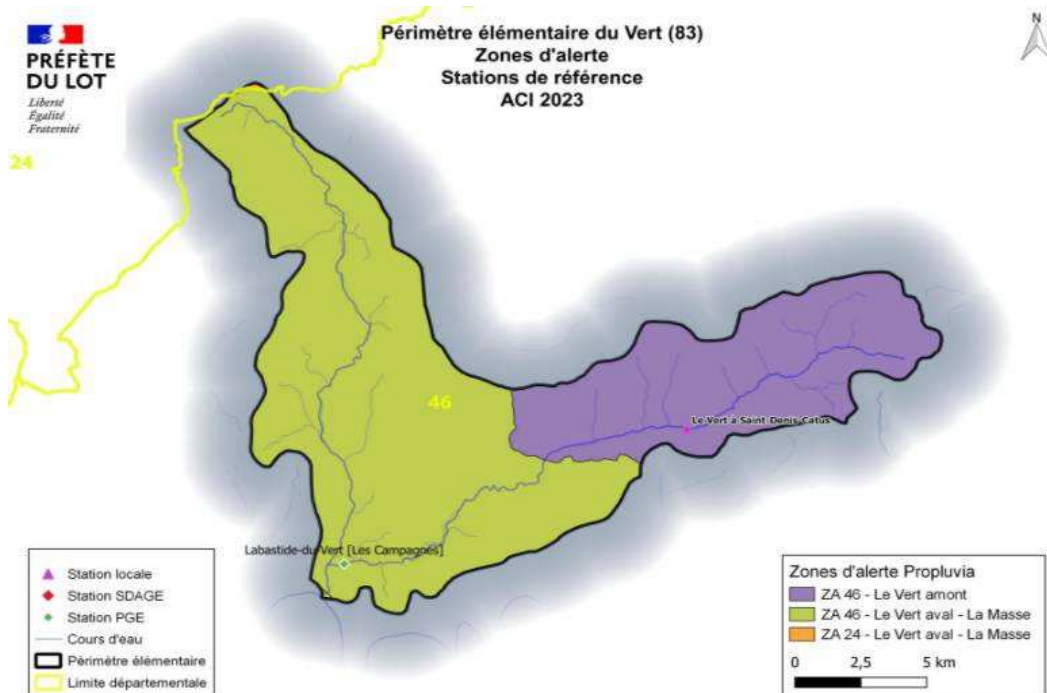 PRÉFÈTE
DU LOT
Liberté
Égalité
Fraternité
Périmètre élémentaire du Vert (83)
Zones d'alerte
Stations de référence
ACI 2023
N
24
46
Le Vert à Saint-Denis-Catus
Labastide-du-Vert [Les Campagnes]
Station locale
Station SDAGE
Station PGE
Cours d'eau
Périmètre élémentaire
Limite départementale
Zones d'alerte Propluvia
ZA 46 - Le Vert amont
ZA 46 - Le Vert aval - La Masse
ZA 24 - Le Vert aval - La Masse
0 2,5 5 km